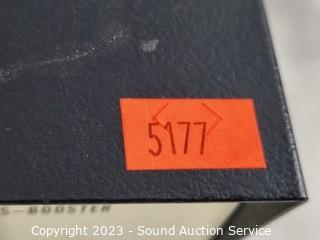 5177
S-BOOSTER
Copyright 2023 - Sound Auction Service